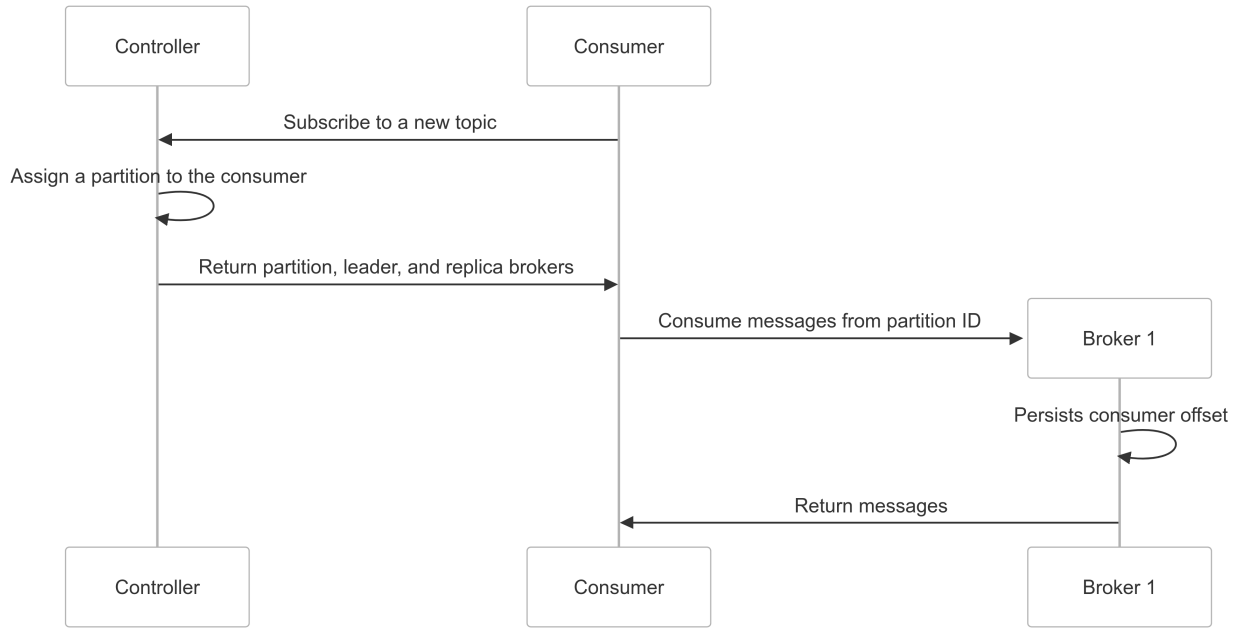 Controller
Consumer
Subscribe to a new topic
Assign a partition to the consumer
Return partition, leader, and replica brokers
Consume messages from partition ID
Broker 1
Persists consumer offset
Return messages
Controller
Consumer
Broker 1